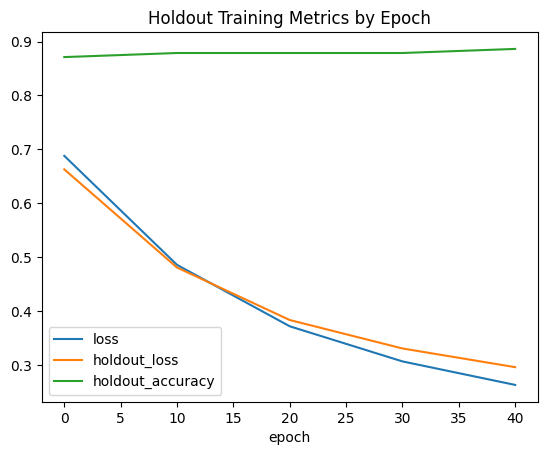 Holdout Training Metrics by Epoch
0.9
0.8
0.7
0.6
0.5
0.4
0.3
loss
holdout_loss
holdout_accuracy
0 5 10 15 20 25 30 35 40
epoch